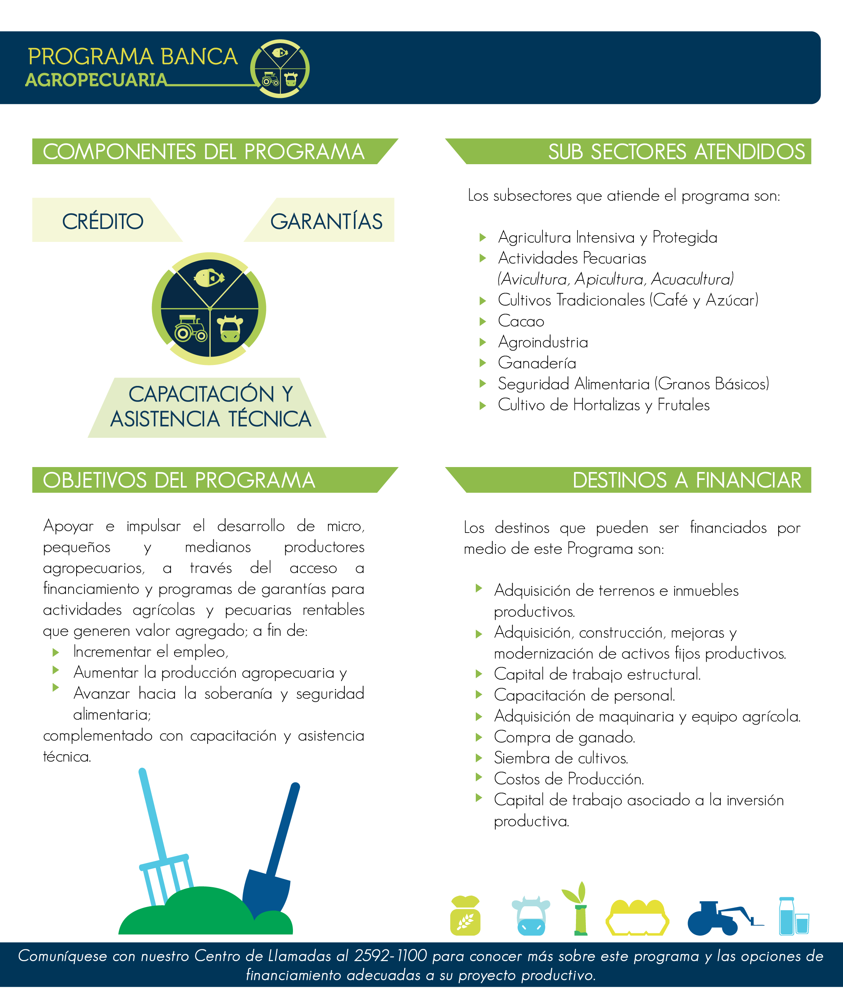 PROGRAMA BANCA
AGROPECUARIA
COMPONENTES DEL PROGRAMA
CRÉDITO
GARANTÍAS
CAPACITACIÓN Y
ASISTENCIA TÉCNICA
SUB SECTORES ATENDIDOS
Los subsectores que atiende el programa son:
Agricultura Intensiva y Protegida
Actividades Pecuarias
(Avicultura, Apicultura, Acuacultura)
Cultivos Tradicionales (Café y Azúcar)
Cacao
Agroindustria
Ganadería
Seguridad Alimentaria (Granos Básicos)
Cultivo de Hortalizas y Frutales
OBJETIVOS DEL PROGRAMA
Apoyar e impulsar el desarrollo de micro,
pequeños y medianos productores
agropecuarios, a través del acceso a
financiamiento y programas de garantías para
actividades agrícolas y pecuarias rentables
que generen valor agregado; a fin de:
Incrementar el empleo,
Aumentar la producción agropecuaria y
Avanzar hacia la soberanía y seguridad
alimentaria;
complementado con capacitación y asistencia
técnica.
DESTINOS A FINANCIAR
Los destinos que pueden ser financiados por
medio de este Programa son:
Adquisición de terrenos e inmuebles
productivos.
Adquisición, construcción, mejoras y
modernización de activos fijos productivos.
Capital de trabajo estructural.
Capacitación de personal.
Adquisición de maquinaria y equipo agrícola.
Compra de ganado.
Siembra de cultivos.
Costos de Producción.
Capital de trabajo asociado a la inversión
productiva.
Comuníquese con nuestro Centro de Llamadas al 2592-1100 para conocer más sobre este programa y las opciones de
financiamiento adecuadas a su proyecto productivo.